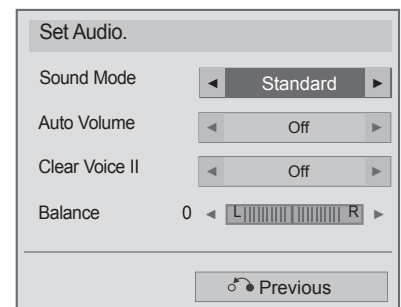 Set Audio.
Sound Mode ◄ Standard ►
Auto Volume ◄ Off ►
Clear Voice II ◄ Off ►
Balance 0 ◄ L R ►
Previous